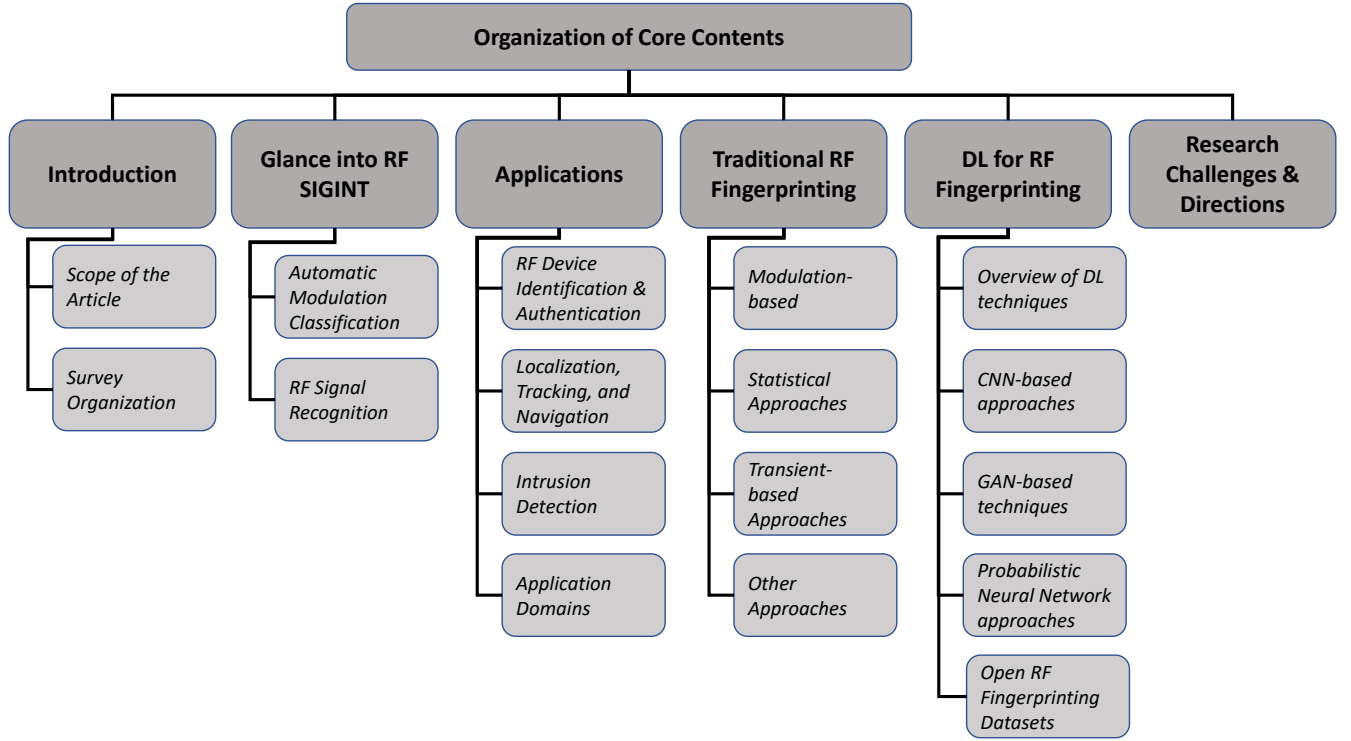 Organization of Core Contents
Introduction
Scope of the
Article
Survey
Organization
Glance into RF
SIGINT
Automatic
Modulation
Classification
RF Signal
Recognition
Applications
RF Device
Identification &
Authentication
Localization,
Tracking, and
Navigation
Intrusion
Detection
Application
Domains
Traditional RF
Fingerprinting
Modulation-
based
Statistical
Approaches
Transient-
based
Approaches
Other
Approaches
DL for RF
Fingerprinting
Overview of DL
techniques
CNN-based
approaches
GAN-based
techniques
Probabilistic
Neural Network
approaches
Open RF
Fingerprinting
Datasets
Research
Challenges &
Directions